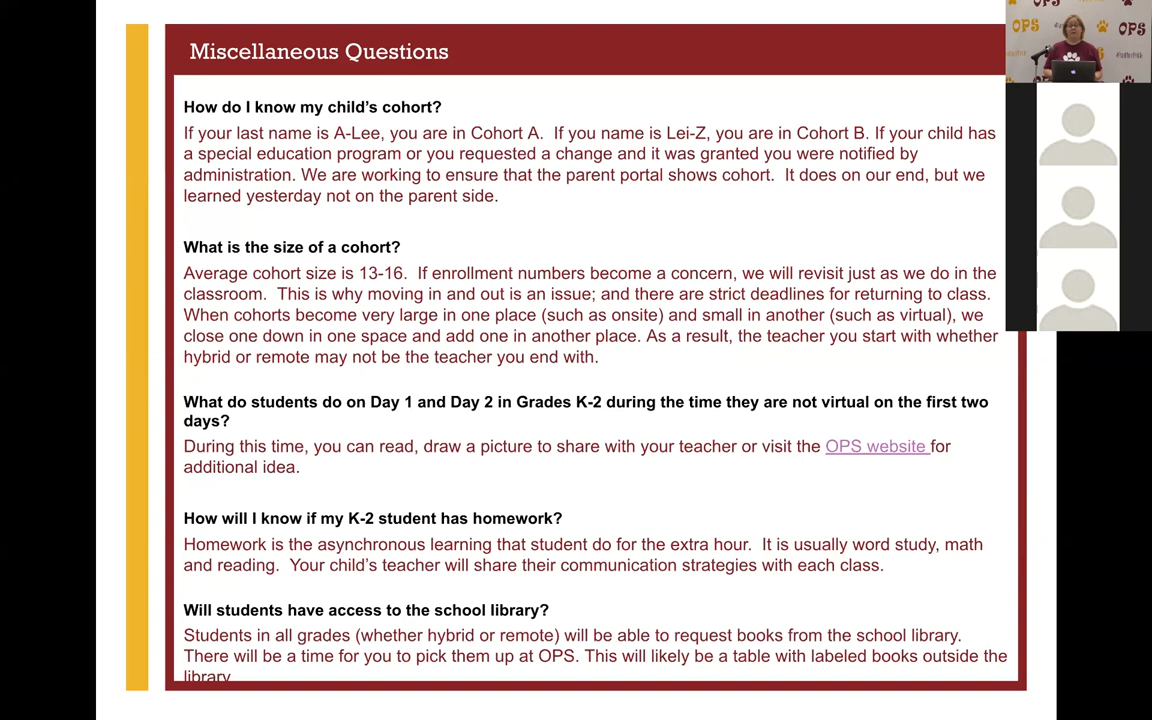 Miscellaneous Questions
How do I know my child's cohort?
If your last name is A-Lee, you are in Cohort A.  If you name is Lei-Z, you are in Cohort B. If your child has
a special education program or you requested a change and it was granted you were notified by
administration. We are working to ensure that the parent portal shows cohort.  It does on our end, but we
learned yesterday not on the parent side.
What is the size of a cohort?
Average cohort size is 13-16.  If enrollment numbers become a concern, we will revisit just as we do in the
classroom.  This is why moving in and out is an issue; and there are strict deadlines for returning to class.
When cohorts become very large in one place (such as onsite) and small in another (such as virtual), we
close one down in one space and add one in another place. As a result, the teacher you start with whether
hybrid or remote may not be the teacher you end with.
What do students do on Day 1 and Day 2 in Grades K-2 during the time they are not virtual on the first two
days?
During this time, you can read, draw a picture to share with your teacher or visit the OPS website for
additional idea.
How will I know if my K-2 student has homework?
Homework is the asynchronous learning that student do for the extra hour.  It is usually word study, math
and reading.  Your child's teacher will share their communication strategies with each class.
Will students have access to the school library?
Students in all grades (whether hybrid or remote) will be able to request books from the school library.
There will be a time for you to pick them up at OPS. This will likely be a table with labeled books outside the
library
OPS
OPS
OPS